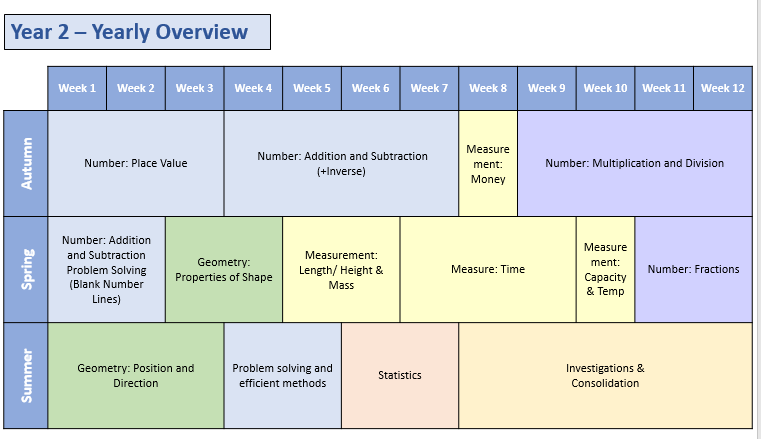 Year 2 – Yearly Overview
Week 1
Week 2
Week 3
Week 4
Week 5
Week 6
Week 7
Week 8
Week 9
Week 10
Week 11
Week 12
Autumn
Number: Place Value
Number: Addition and Subtraction
(+Inverse)
Measure
ment:
Money
Number: Multiplication and Division
Spring
Number: Addition
and Subtraction
Problem Solving
(Blank Number
Lines)
Geometry:
Properties of Shape
Measurement:
Length/ Height &
Mass
Measure: Time
Measure
ment:
Capacity
& Temp
Number: Fractions
Summer
Geometry: Position and
Direction
Problem solving and
efficient methods
Statistics
Investigations &
Consolidation